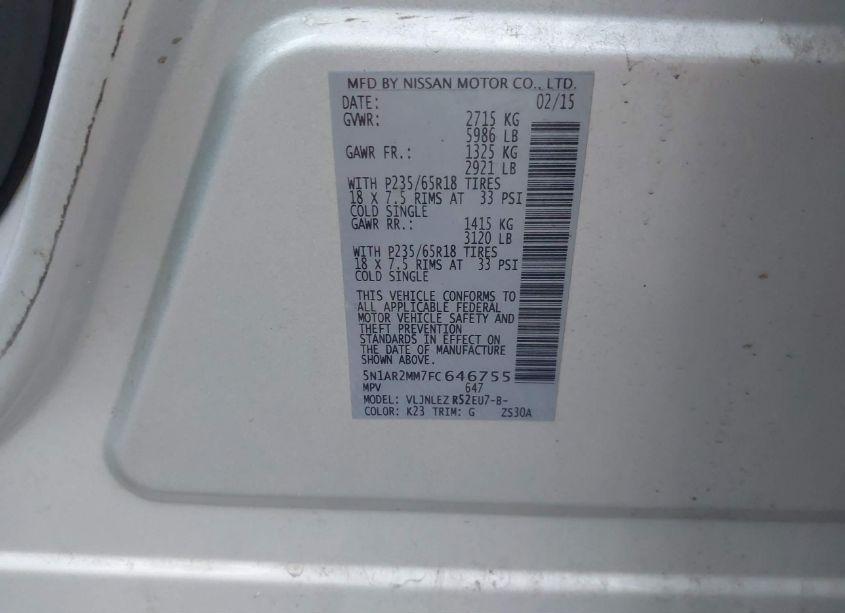 MFD BY NISSAN MOTOR CO., LTD.
DATE: 02/15
GVWR: 2715 KG
5986 LB
GAWR FR.: 1325 KG
2921 LB
WITH P235/65R18 TIRES
18 X 7.5 RIMS AT 33 PSI
COLD SINGLE
GAWR RR.: 1415 KG
3120 LB
WITH P235/65R18 TIRES
18 X 7.5 RIMS AT 33 PSI
COLD SINGLE
THIS VEHICLE CONFORMS TO
ALL APPLICABLE FEDERAL
MOTOR VEHICLE SAFETY AND
THEFT PREVENTION
STANDARDS IN EFFECT ON
THE DATE OF MANUFACTURE
SHOWN ABOVE.
5N1AR2MM7FC646755
MPV 647
MODEL: VLJNLEZ R52EU7-B-
COLOR: K23 TRIM: G ZS30A